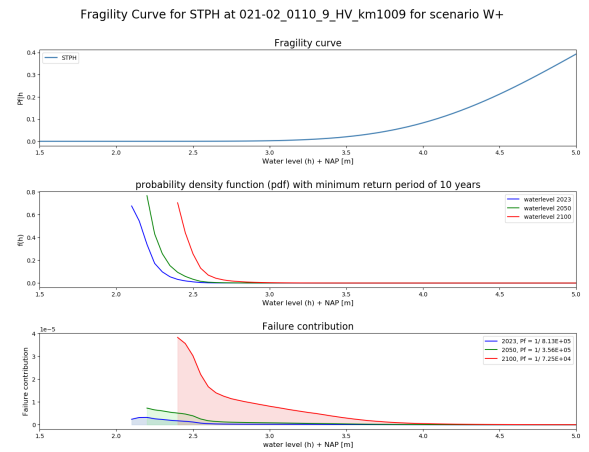 Fragility Curve for STPH at 021-02_0110_9_HV_km1009 for scenario W+
Fragility curve
STPH
Pf|h
0.4
0.3
0.2
0.1
0.0
1.5 2.0 2.5 3.0 3.5 4.0 4.5 5.0
Water level (h) + NAP [m]
probability density function (pdf) with minimum return period of 10 years
waterlevel 2023
waterlevel 2050
waterlevel 2100
f(h)
0.8
0.6
0.4
0.2
0.0
1.5 2.0 2.5 3.0 3.5 4.0 4.5 5.0
Water level (h) + NAP [m]
Failure contribution
1e−5
2023, Pf = 1/ 8.13E+05
2050, Pf = 1/ 3.56E+05
2100, Pf = 1/ 7.25E+04
Failure contribution
4
3
2
1
0
1.5 2.0 2.5 3.0 3.5 4.0 4.5 5.0
water level (h) + NAP [m]